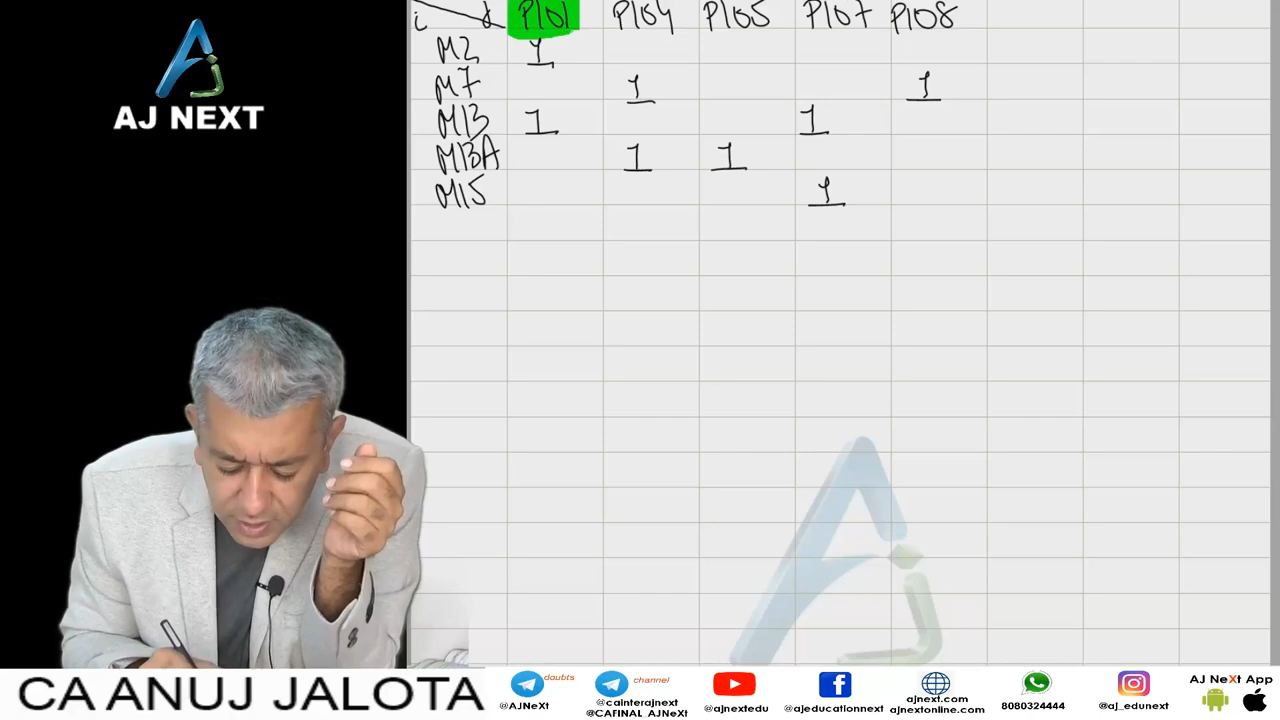 AJ NEXT
i j P101 P104 P105 P107 P108
M2 1
M7 1 1
M13 1 1
M13A 1 1
M15 1
CA ANUJ JALOTA
doubts
@AJNeXt
channel
@cainterajnext
@CAFINAL_AJNeXt
@ajnextedu
@ajeducationnext
ajnext.com
ajnextonline.com
8080324444
@aj_edunext
AJ NeXt App